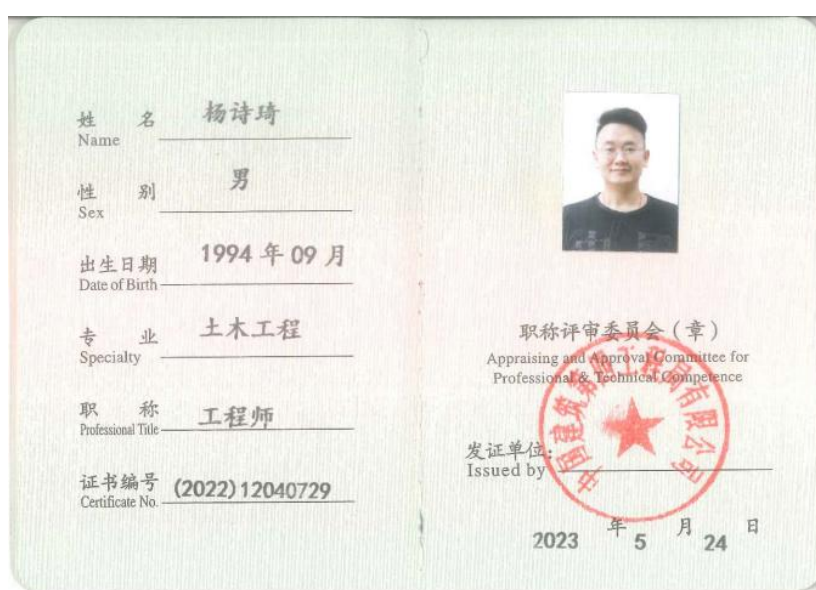 姓 名 杨诗琦
Name
性 别 男
Sex
出生日期 1994 年 09 月
Date of Birth
专 业 土木工程
Specialty
职 称 工程师
Professional Title
证书编号 (2022)12040729
Certificate No.
职称评审委员会(章)
Appraising and Approval Committee for
Professional & Technical Competence
发证单位:
Issued by
2023 年 5 月 24 日